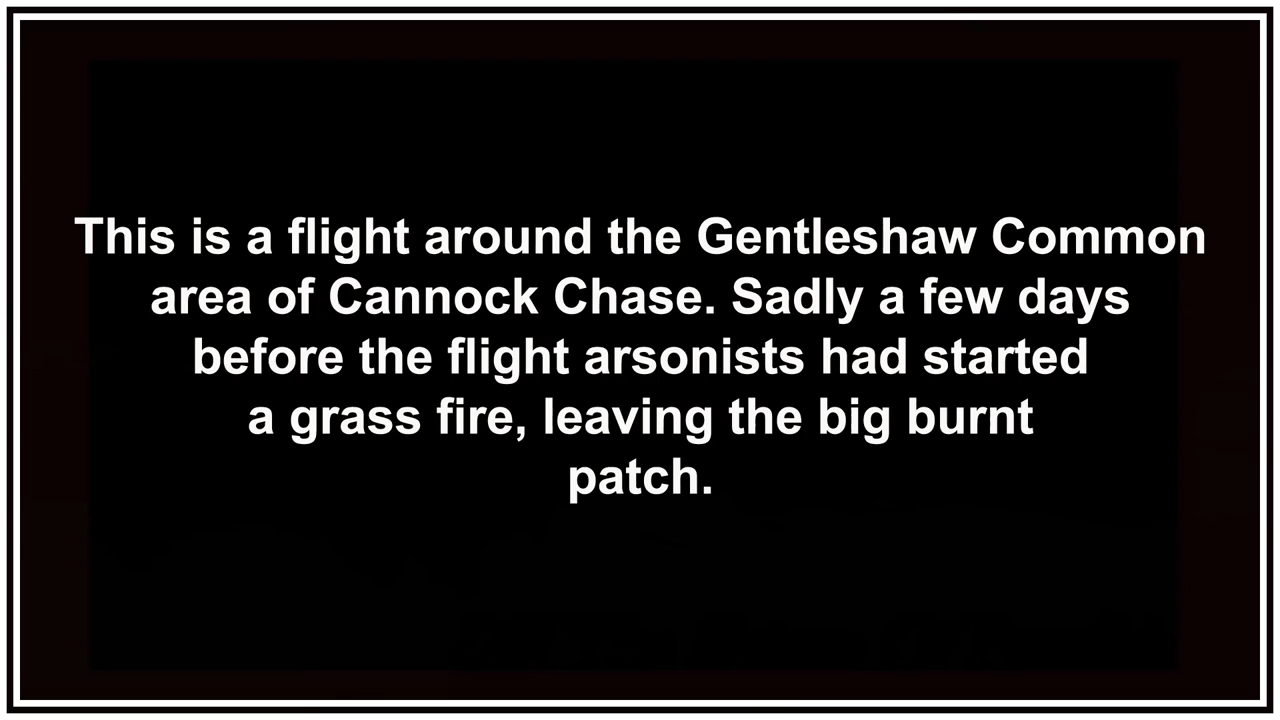 This is a flight around the Gentleshaw Common
area of Cannock Chase. Sadly a few days
before the flight arsonists had started
a grass fire, leaving the big burnt
patch.